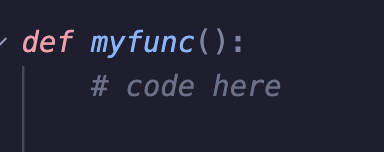 def myfunc():
    # code here